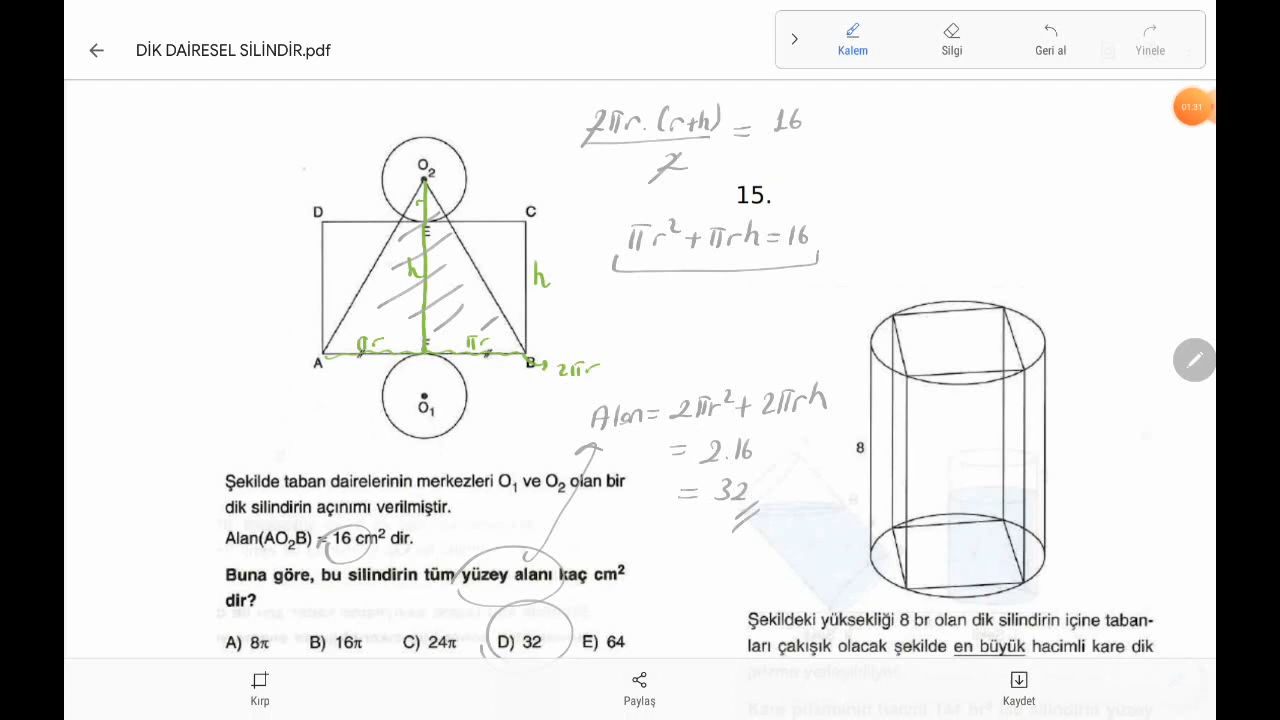 DİK DAİRESEL SİLİNDİR.pdf
Kalem
Silgi
Geri al
Yinele
01:31
2πr.(r+h) = 16
2
15.
πr² + πrh = 16
O₂
r
D
C
h
h
πr
πr
A
B
2πr
O₁
Alan = 2πr² + 2πrh
= 2.16
= 32
8
Şekilde taban dairelerinin merkezleri O₁ ve O₂ olan bir
dik silindirin açınımı verilmiştir.
Alan(AO₂B) = 16 cm² dir.
Buna göre, bu silindirin tüm yüzey alanı kaç cm²
dir?
A) 8π B) 16π C) 24π D) 32 E) 64
Şekildeki yüksekliği 8 br olan dik silindirin içine taban-
ları çakışık olacak şekilde en büyük hacimli kare dik
Kırp
Paylaş
Kaydet